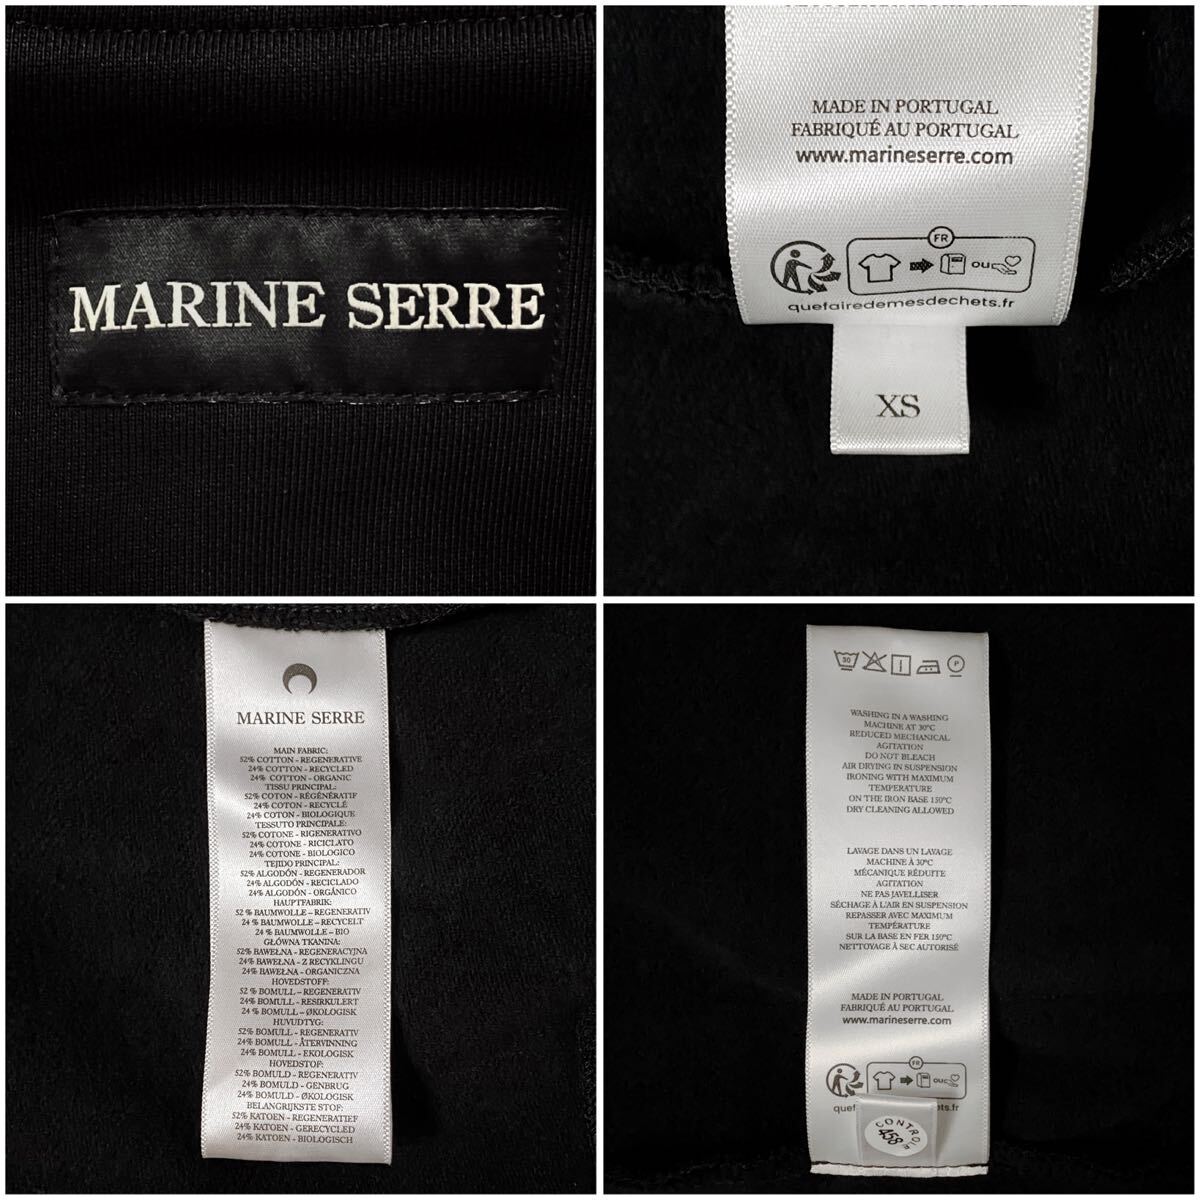 MARINE SERRE
MADE IN PORTUGAL
FABRIQUÉ AU PORTUGAL
www.marineserre.com
FR
ou
quefairedemesdechets.fr
XS
MARINE SERRE
MAIN FABRIC:
52% COTTON - REGENERATIVE
24% COTTON - RECYCLED
24% COTTON - ORGANIC
TISSU PRINCIPAL:
52% COTON - RÉGÉNÉRATIF
24% COTON - RECYCLÉ
24% COTON - BIOLOGIQUE
TESSUTO PRINCIPALE:
52% COTONE - RIGENERATIVO
24% COTONE - RICICLATO
24% COTONE - BIOLOGICO
TEJIDO PRINCIPAL:
52% ALGODÓN - REGENERADOR
24% ALGODÓN - RECICLADO
24% ALGODÓN - ORGÁNICO
HAUPTFABRIK:
52 % BAUMWOLLE – REGENERATIV
24 % BAUMWOLLE – RECYCELT
24 % BAUMWOLLE – BIO
GŁÓWNA TKANINA:
52% BAWEŁNA - REGENERACYJNA
24% BAWEŁNA - Z RECYKLINGU
24% BAWEŁNA - ORGANICZNA
HOVEDSTOFF:
52 % BOMULL – REGENERATIV
24 % BOMULL - RESIRKULERT
24 % BOMULL – ØKOLOGISK
HUVUDTYG:
52% BOMULL - REGENERATIV
24% BOMULL - ÅTERVINNING
24% BOMULL - EKOLOGISK
HOVEDSTOF:
52% BOMULD - REGENERATIV
24% BOMULD - GENBRUG
24% BOMULD - ØKOLOGISK
BELANGRIJKSTE STOF:
52% KATOEN - REGENERATIEF
24% KATOEN - GERECYCLED
24% KATOEN - BIOLOGISCH
30
P
WASHING IN A WASHING
MACHINE AT 30°C
REDUCED MECHANICAL
AGITATION
DO NOT BLEACH
AIR DRYING IN SUSPENSION
IRONING WITH MAXIMUM
TEMPERATURE
ON THE IRON BASE 150°C
DRY CLEANING ALLOWED
LAVAGE DANS UN LAVAGE
MACHINE À 30°C
MÉCANIQUE RÉDUITE
AGITATION
NE PAS JAVELLISER
SÉCHAGE À L'AIR EN SUSPENSION
REPASSER AVEC MAXIMUM
TEMPÉRATURE
SUR LA BASE EN FER 150°C
NETTOYAGE À SEC AUTORISÉ
MADE IN PORTUGAL
FABRIQUÉ AU PORTUGAL
www.marineserre.com
FR
ou
quef
chets.fr
CONTROLE
458